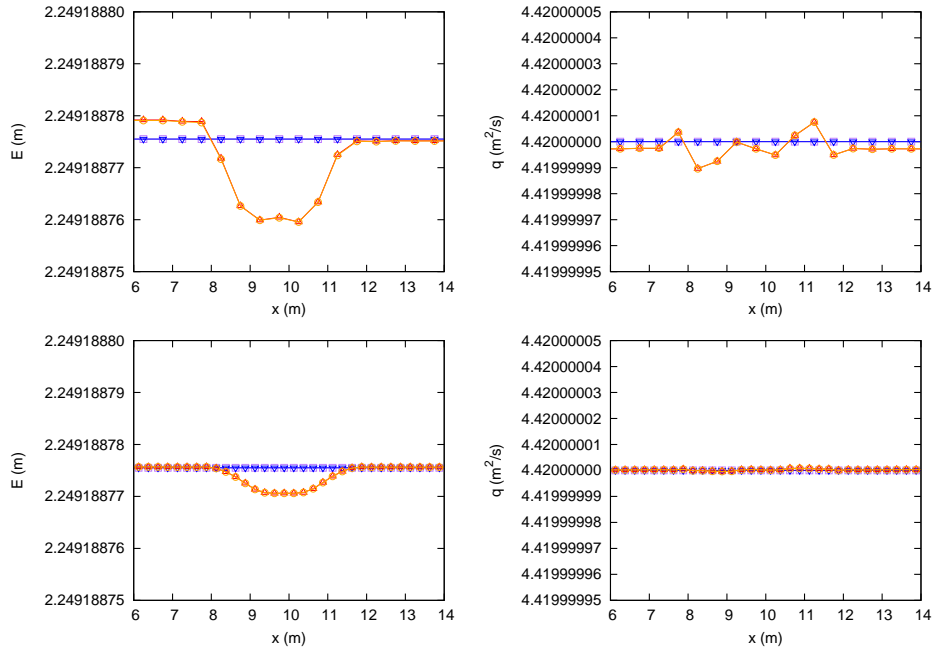 2.24918880
2.24918879
2.24918878
2.24918877
2.24918876
2.24918875
E (m)
6 7 8 9 10 11 12 13 14
x (m)
4.42000005
4.42000004
4.42000003
4.42000002
4.42000001
4.42000000
4.41999999
4.41999998
4.41999997
4.41999996
4.41999995
q (m²/s)
6 7 8 9 10 11 12 13 14
x (m)
2.24918880
2.24918879
2.24918878
2.24918877
2.24918876
2.24918875
E (m)
6 7 8 9 10 11 12 13 14
x (m)
4.42000005
4.42000004
4.42000003
4.42000002
4.42000001
4.42000000
4.41999999
4.41999998
4.41999997
4.41999996
4.41999995
q (m²/s)
6 7 8 9 10 11 12 13 14
x (m)